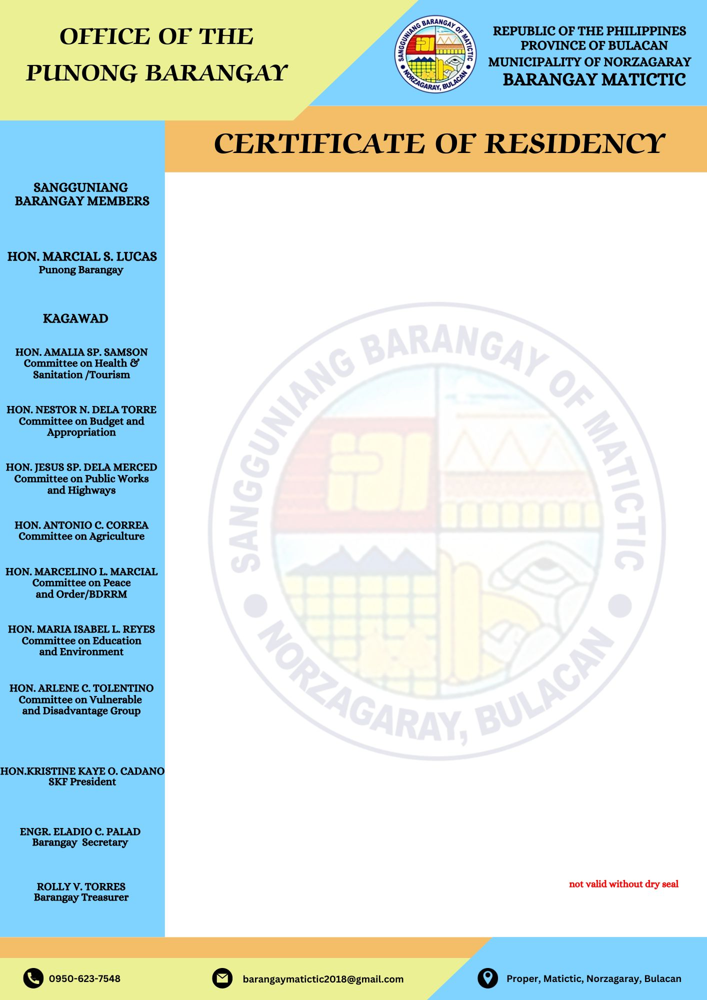 OFFICE OF THE
PUNONG BARANGAY
SANGGUNIANG BARANGAY OF MATICTIC
NORZAGARAY, BULACAN
REPUBLIC OF THE PHILIPPINES
PROVINCE OF BULACAN
MUNICIPALITY OF NORZAGARAY
BARANGAY MATICTIC
CERTIFICATE OF RESIDENCY
SANGGUNIANG
BARANGAY MEMBERS
HON. MARCIAL S. LUCAS
Punong Barangay
KAGAWAD
HON. AMALIA SP. SAMSON
Committee on Health &
Sanitation /Tourism
HON. NESTOR N. DELA TORRE
Committee on Budget and
Appropriation
HON. JESUS SP. DELA MERCED
Committee on Public Works
and Highways
HON. ANTONIO C. CORREA
Committee on Agriculture
HON. MARCELINO L. MARCIAL
Committee on Peace
and Order/BDRRM
HON. MARIA ISABEL L. REYES
Committee on Education
and Environment
HON. ARLENE C. TOLENTINO
Committee on Vulnerable
and Disadvantage Group
HON.KRISTINE KAYE O. CADANO
SKF President
ENGR. ELADIO C. PALAD
Barangay Secretary
ROLLY V. TORRES
Barangay Treasurer
SANGGUNIANG BARANGAY OF MATICTIC
NORZAGARAY, BULACAN
not valid without dry seal
0950-623-7548
barangaymatictic2018@gmail.com
Proper, Matictic, Norzagaray, Bulacan